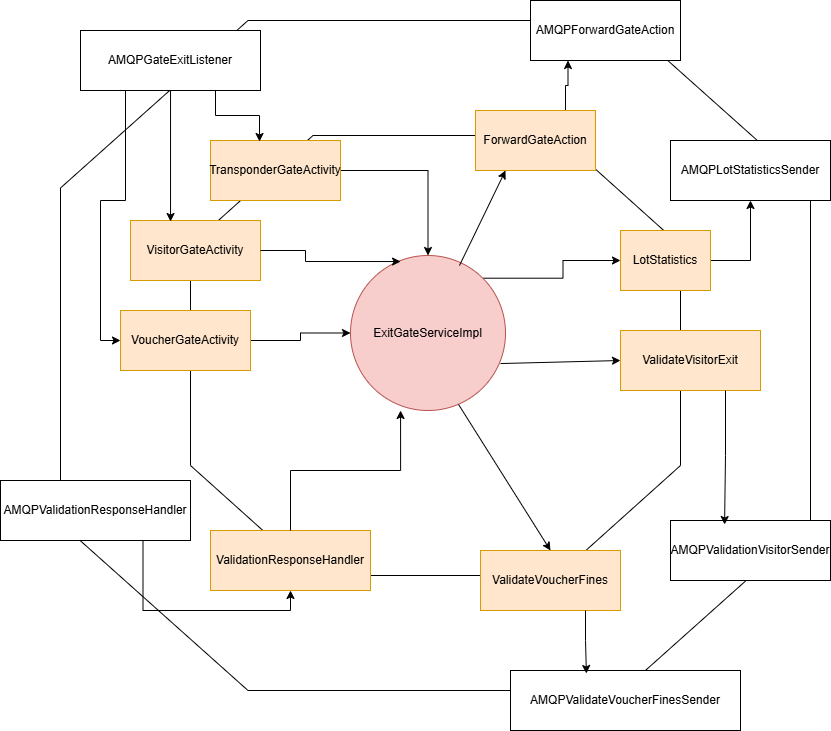 AMQPForwardGateAction
AMQPGateExitListener
ForwardGateAction
TransponderGateActivity
AMQPLotStatisticsSender
VisitorGateActivity
LotStatistics
VoucherGateActivity
ExitGateServiceImpl
ValidateVisitorExit
AMQPValidationResponseHandler
ValidationResponseHandler
AMQPValidationVisitorSender
ValidateVoucherFines
AMQPValidateVoucherFinesSender